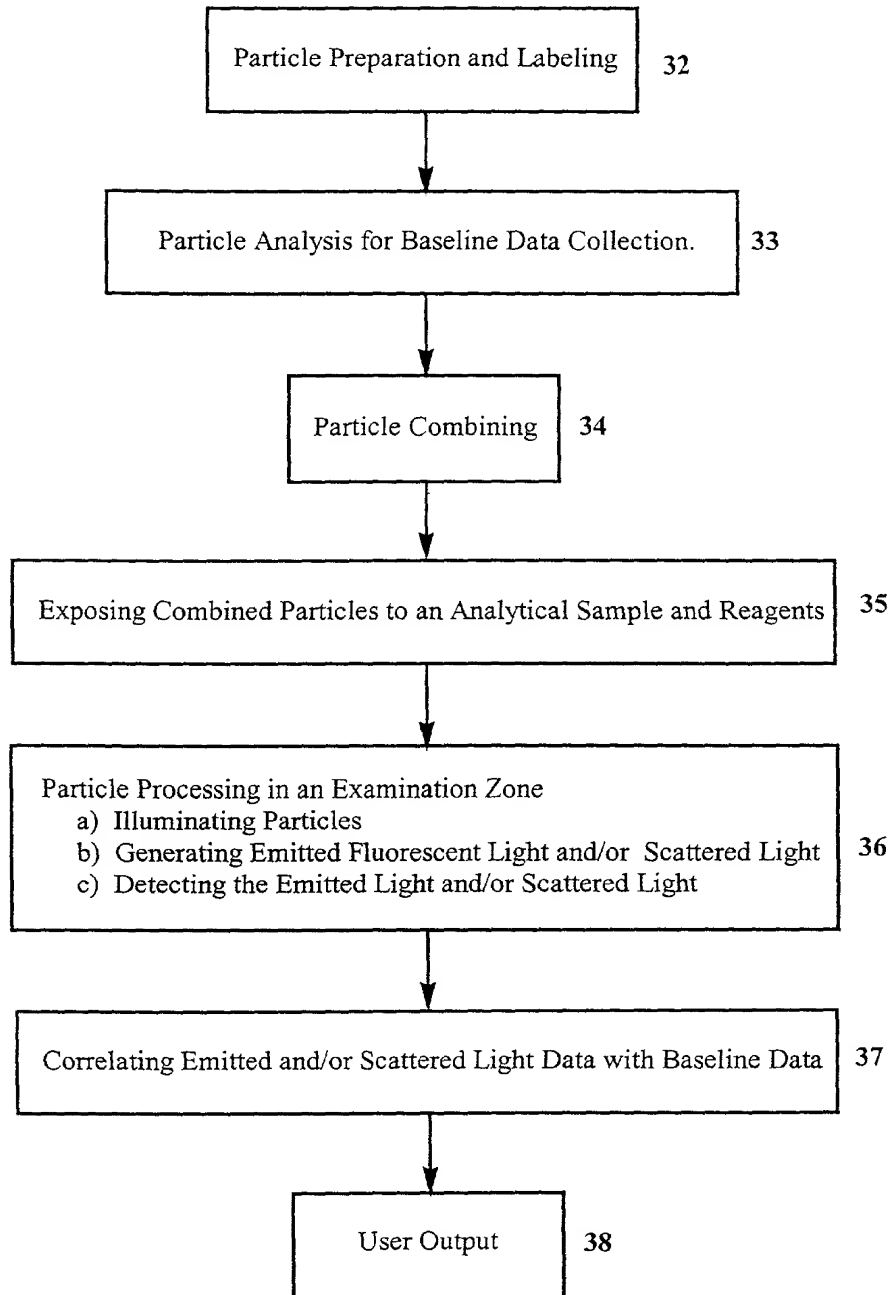 Particle Preparation and Labeling 32
Particle Analysis for Baseline Data Collection. 33
Particle Combining 34
Exposing Combined Particles to an Analytical Sample and Reagents 35
Particle Processing in an Examination Zone
a) Illuminating Particles
b) Generating Emitted Fluorescent Light and/or Scattered Light 36
c) Detecting the Emitted Light and/or Scattered Light
Correlating Emitted and/or Scattered Light Data with Baseline Data 37
User Output 38